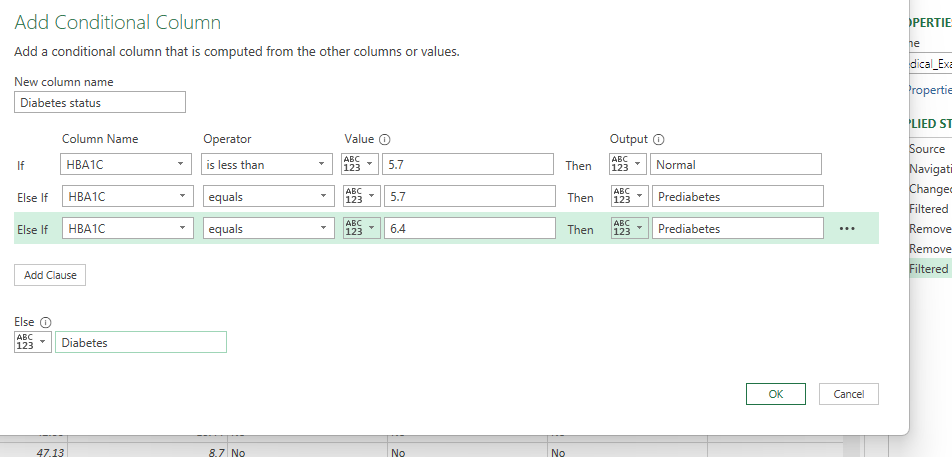 Add Conditional Column
Add a conditional column that is computed from the other columns or values.
New column name
Diabetes status
Column Name Operator Value Output
If HBA1C is less than ABC 123 5.7 Then ABC 123 Normal
Else If HBA1C equals ABC 123 5.7 Then ABC 123 Prediabetes
Else If HBA1C equals ABC 123 6.4 Then ABC 123 Prediabetes ...
Add Clause
Else
ABC 123 Diabetes
OK Cancel
47.13 8.7 No No No
OPERTIE
me
edical_Exa
Propertie
PLIED ST
Source
Navigati
Changed
Filtered
Remove
Remove
Filtered